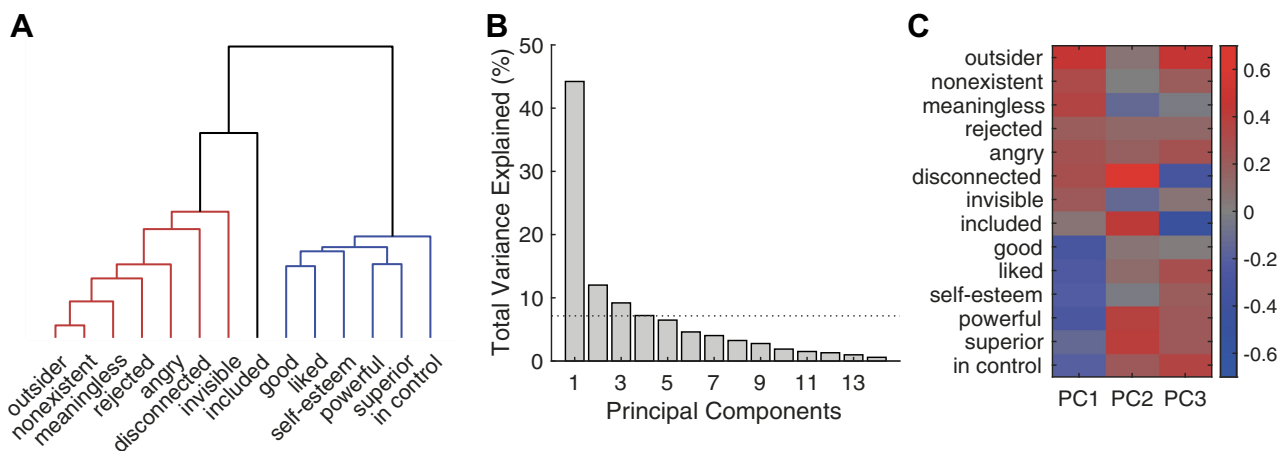 A
outsider
nonexistent
meaningless
rejected
angry
disconnected
invisible
included
good
liked
self-esteem
powerful
superior
in control
B
Total Variance Explained (%)
50
40
30
20
10
0
1 3 5 7 9 11 13
Principal Components
C
outsider
nonexistent
meaningless
rejected
angry
disconnected
invisible
included
good
liked
self-esteem
powerful
superior
in control
PC1 PC2 PC3
0.6
0.4
0.2
0
-0.2
-0.4
-0.6